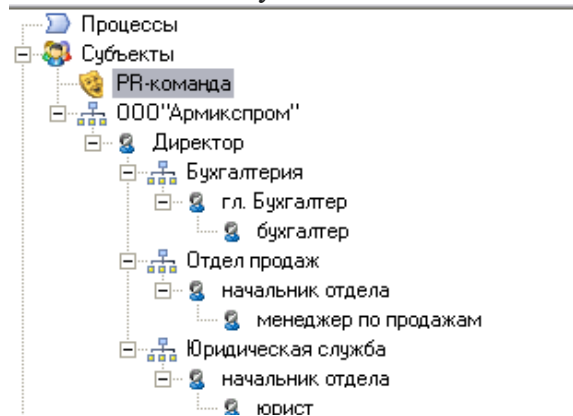 Процессы
Субъекты
PR-команда
ООО"Армикспром"
Директор
Бухгалтерия
гл. Бухгалтер
бухгалтер
Отдел продаж
начальник отдела
менеджер по продажам
Юридическая служба
начальник отдела
юрист